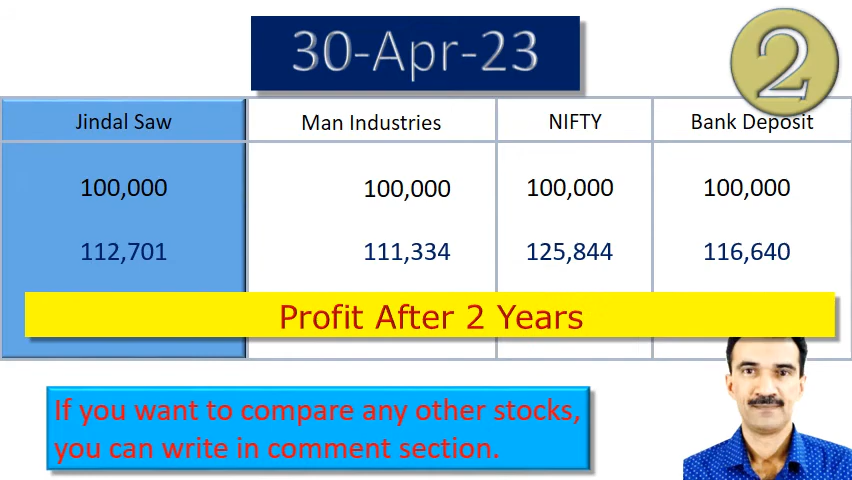 30-Apr-23
2
Jindal Saw Man Industries NIFTY Bank Deposit
100,000 100,000 100,000 100,000
112,701 111,334 125,844 116,640
Profit After 2 Years
If you want to compare any other stocks,
you can write in comment section.